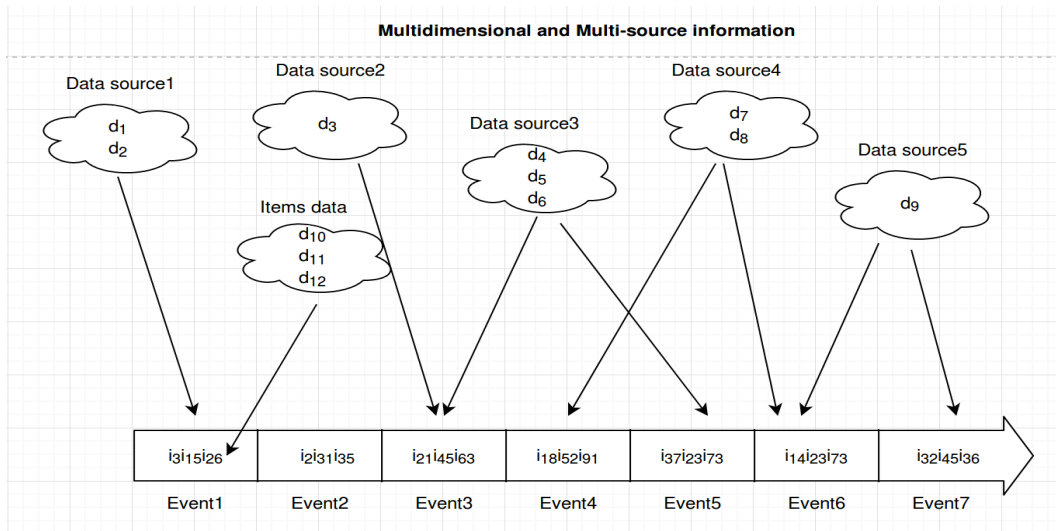 Multidimensional and Multi-source information
Data source1
d₁
d₂
Data source2
d₃
Data source3
d₄
d₅
d₆
Data source4
d₇
d₈
Data source5
d₉
Items data
d₁₀
d₁₁
d₁₂
i₃i₁₅i₂₆
i₂i₃₁i₃₅
i₂₁i₄₅i₆₃
i₁₈i₅₂i₉₁
i₃₇i₂₃i₇₃
i₁₄i₂₃i₇₃
i₃₂i₄₅i₃₆
Event1
Event2
Event3
Event4
Event5
Event6
Event7